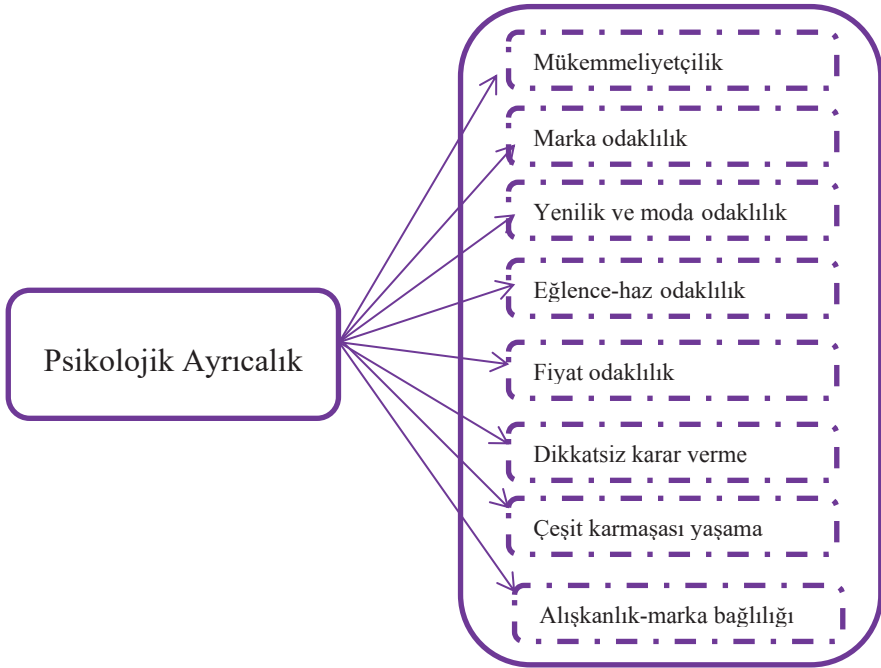 Mükemmeliyetçilik
Marka odaklılık
Yenilik ve moda odaklılık
Eğlence-haz odaklılık
Psikolojik Ayrıcalık
Fiyat odaklılık
Dikkatsiz karar verme
Çeşit karmaşası yaşama
Alışkanlık-marka bağlılığı